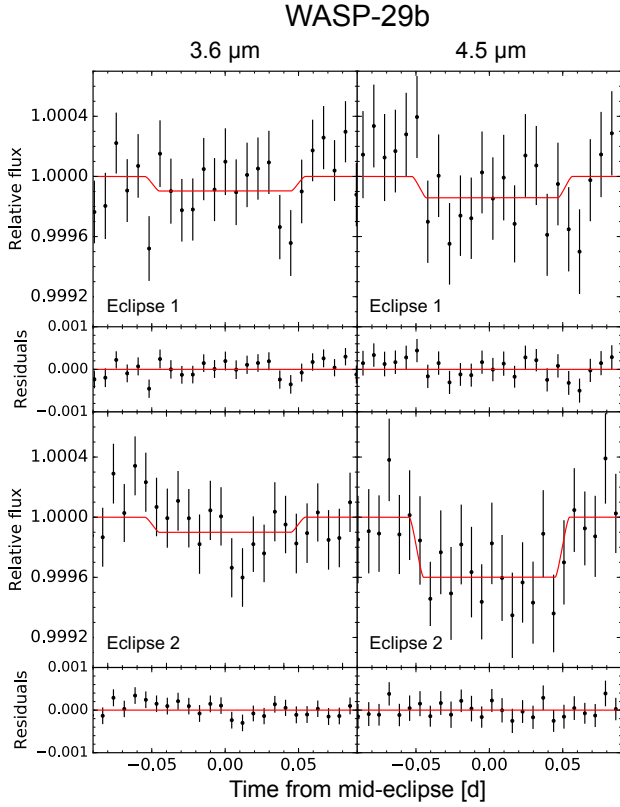 WASP-29b
3.6 µm 4.5 µm
Relative flux
1.0004
1.0000
0.9996
0.9992
Eclipse 1 Eclipse 1
Residuals
0.001
0.000
−0.001
Relative flux
1.0004
1.0000
0.9996
0.9992
Eclipse 2 Eclipse 2
Residuals
0.001
0.000
−0.001
−0.05 0.00 0.05 −0.05 0.00 0.05
Time from mid-eclipse [d]